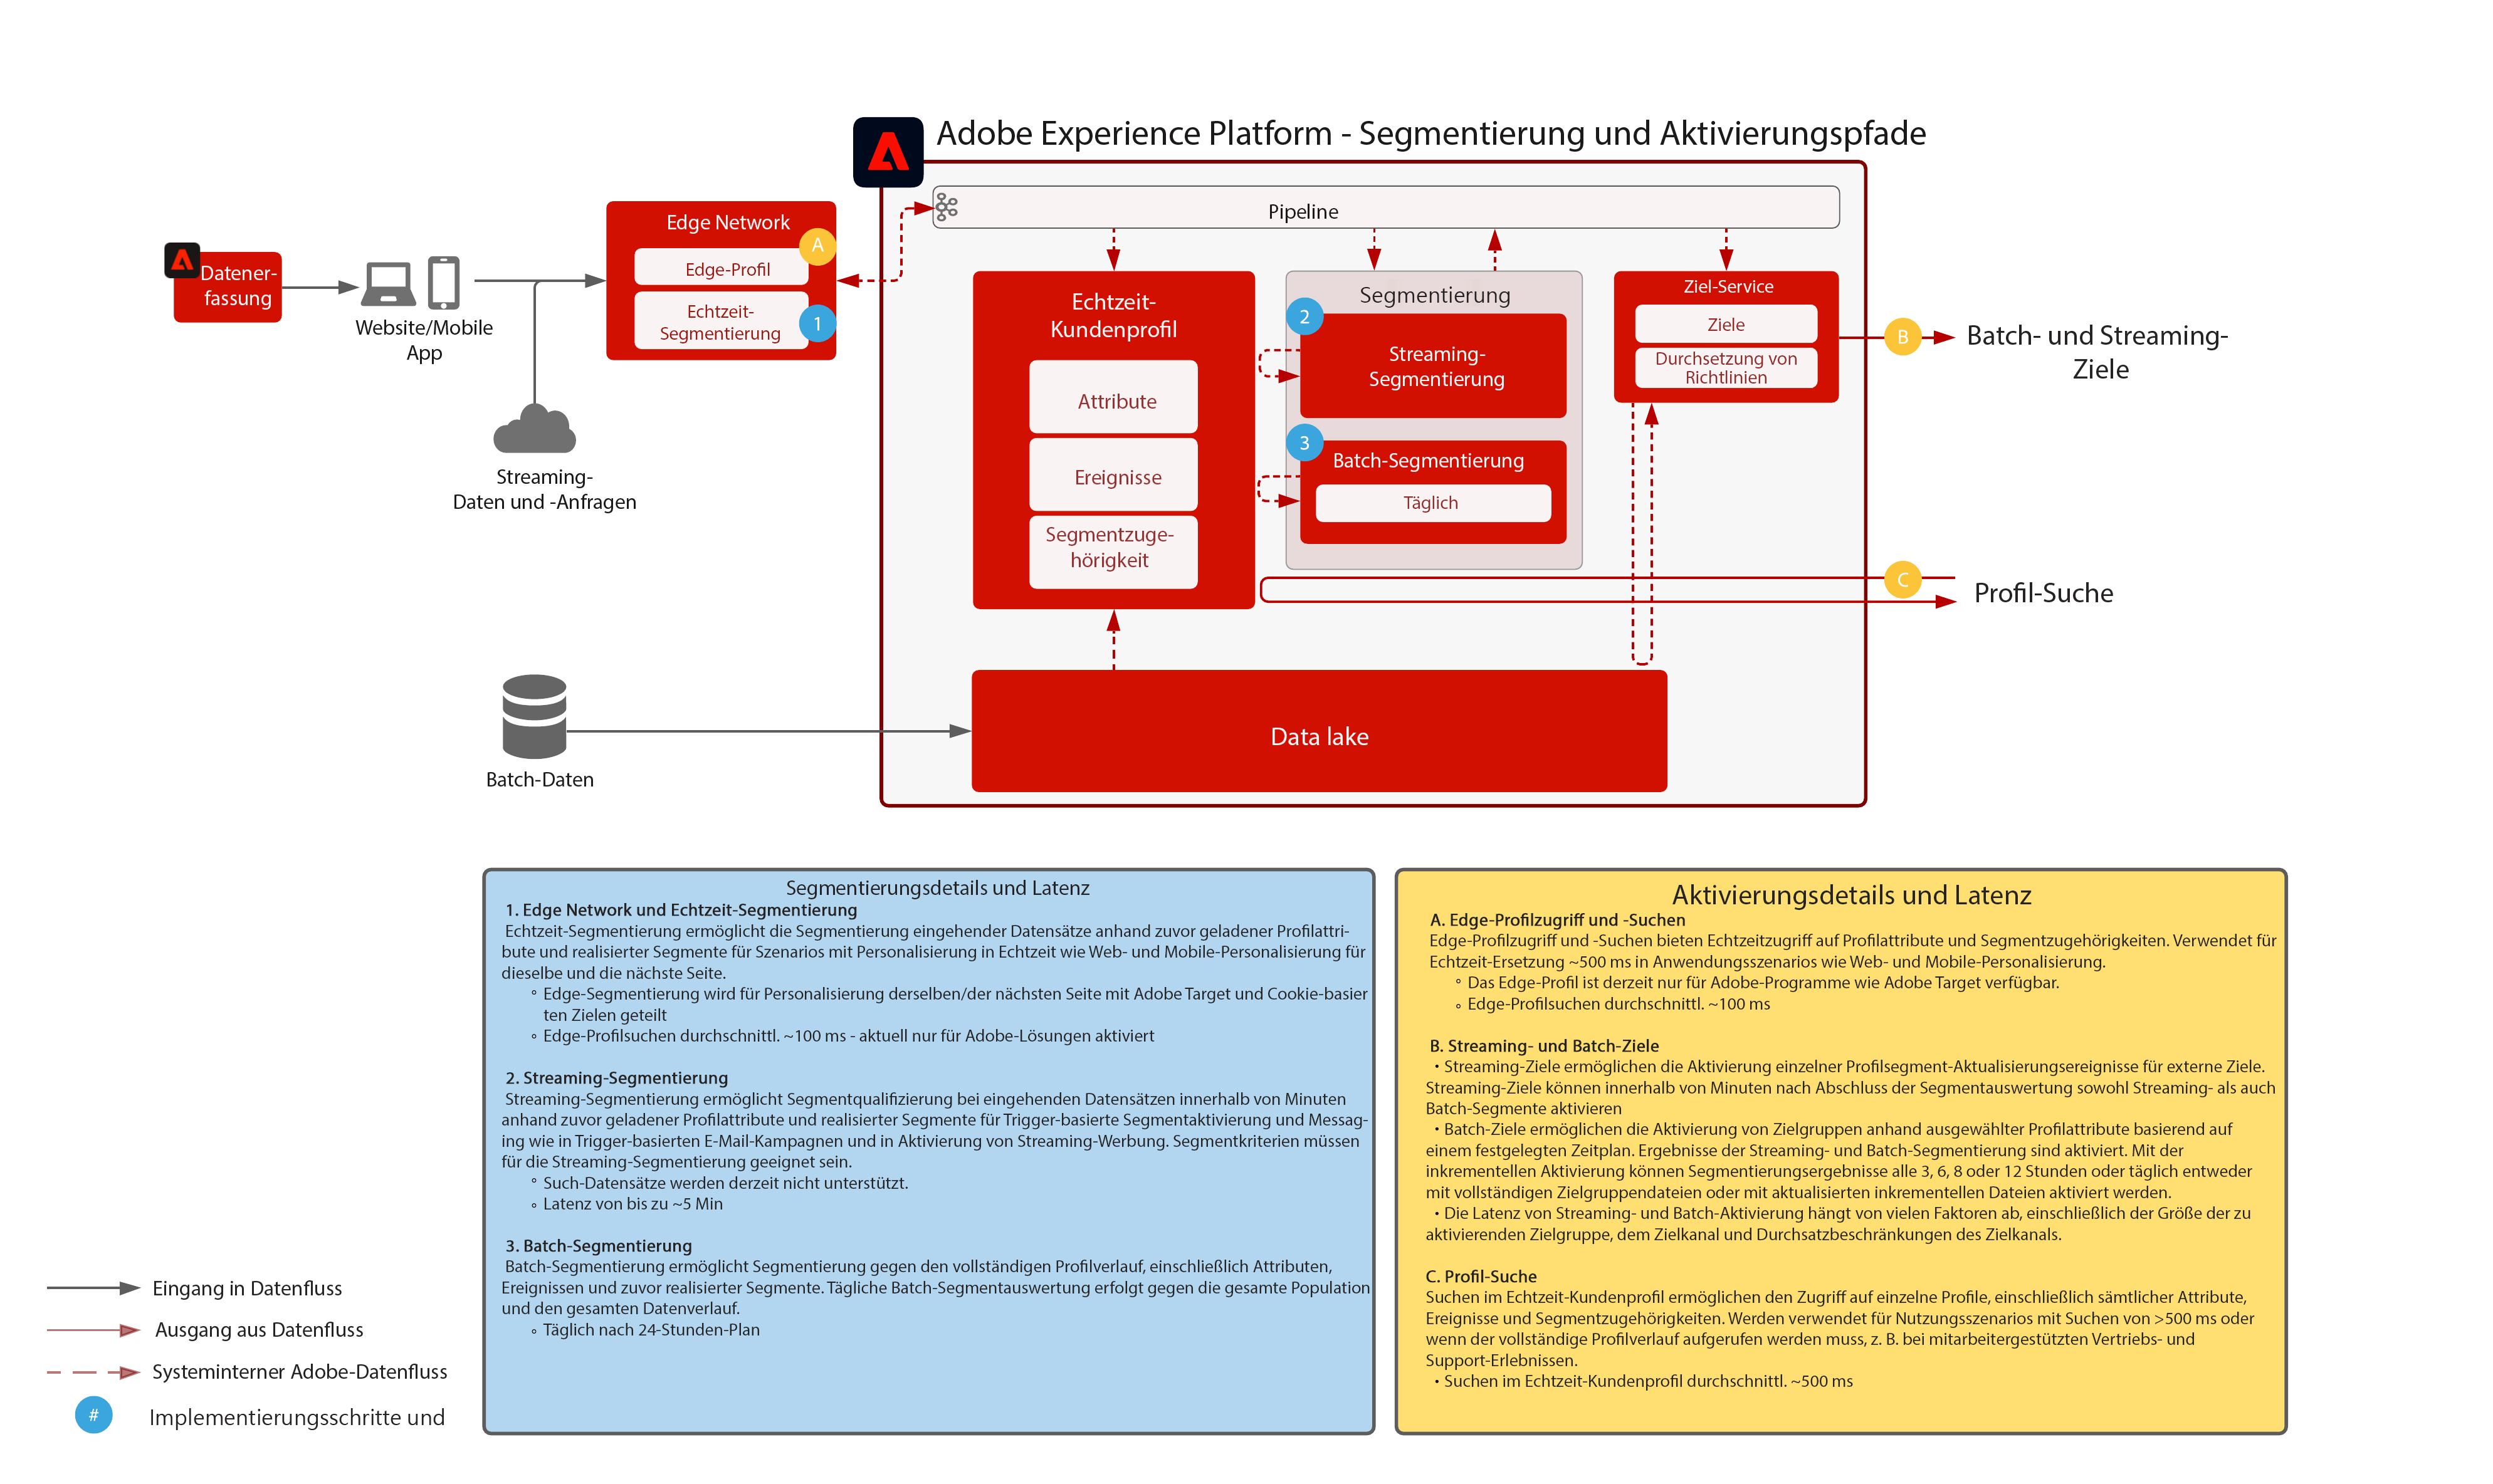 Adobe Experience Platform - Segmentierung und Aktivierungspfade
Pipeline
Datener-
fassung
Website/Mobile
App
Streaming-
Daten und -Anfragen
Edge Network
A
Edge-Profil
Echtzeit-
Segmentierung
1
Echtzeit-
Kundenprofil
Attribute
Ereignisse
Segmentzuge-
hörigkeit
Segmentierung
2
Streaming-
Segmentierung
3
Batch-Segmentierung
Täglich
Ziel-Service
Ziele
Durchsetzung von
Richtlinien
B
Batch- und Streaming-
Ziele
C
Profil-Suche
Batch-Daten
Data lake
Segmentierungsdetails und Latenz
1. Edge Network und Echtzeit-Segmentierung
Echtzeit-Segmentierung ermöglicht die Segmentierung eingehender Datensätze anhand zuvor geladener Profilattri-
bute und realisierter Segmente für Szenarios mit Personalisierung in Echtzeit wie Web- und Mobile-Personalisierung für
dieselbe und die nächste Seite.
° Edge-Segmentierung wird für Personalisierung derselben/der nächsten Seite mit Adobe Target und Cookie-basier
ten Zielen geteilt
° Edge-Profilsuchen durchschnittl. ~100 ms - aktuell nur für Adobe-Lösungen aktiviert
2. Streaming-Segmentierung
Streaming-Segmentierung ermöglicht Segmentqualifizierung bei eingehenden Datensätzen innerhalb von Minuten
anhand zuvor geladener Profilattribute und realisierter Segmente für Trigger-basierte Segmentaktivierung und Messag-
ing wie in Trigger-basierten E-Mail-Kampagnen und in Aktivierung von Streaming-Werbung. Segmentkriterien müssen
für die Streaming-Segmentierung geeignet sein.
° Such-Datensätze werden derzeit nicht unterstützt.
° Latenz von bis zu ~5 Min
3. Batch-Segmentierung
Batch-Segmentierung ermöglicht Segmentierung gegen den vollständigen Profilverlauf, einschließlich Attributen,
Ereignissen und zuvor realisierter Segmente. Tägliche Batch-Segmentauswertung erfolgt gegen die gesamte Population
und den gesamten Datenverlauf.
° Täglich nach 24-Stunden-Plan
Aktivierungsdetails und Latenz
A. Edge-Profilzugriff und -Suchen
Edge-Profilzugriff und -Suchen bieten Echtzeitzugriff auf Profilattribute und Segmentzugehörigkeiten. Verwendet für
Echtzeit-Ersetzung ~500 ms in Anwendungsszenarios wie Web- und Mobile-Personalisierung.
° Das Edge-Profil ist derzeit nur für Adobe-Programme wie Adobe Target verfügbar.
° Edge-Profilsuchen durchschnittl. ~100 ms
B. Streaming- und Batch-Ziele
• Streaming-Ziele ermöglichen die Aktivierung einzelner Profilsegment-Aktualisierungsereignisse für externe Ziele.
Streaming-Ziele können innerhalb von Minuten nach Abschluss der Segmentauswertung sowohl Streaming- als auch
Batch-Segmente aktivieren
• Batch-Ziele ermöglichen die Aktivierung von Zielgruppen anhand ausgewählter Profilattribute basierend auf
einem festgelegten Zeitplan. Ergebnisse der Streaming- und Batch-Segmentierung sind aktiviert. Mit der
inkrementellen Aktivierung können Segmentierungsergebnisse alle 3, 6, 8 oder 12 Stunden oder täglich entweder
mit vollständigen Zielgruppendateien oder mit aktualisierten inkrementellen Dateien aktiviert werden.
• Die Latenz von Streaming- und Batch-Aktivierung hängt von vielen Faktoren ab, einschließlich der Größe der zu
aktivierenden Zielgruppe, dem Zielkanal und Durchsatzbeschränkungen des Zielkanals.
C. Profil-Suche
Suchen im Echtzeit-Kundenprofil ermöglichen den Zugriff auf einzelne Profile, einschließlich sämtlicher Attribute,
Ereignisse und Segmentzugehörigkeiten. Werden verwendet für Nutzungsszenarios mit Suchen von >500 ms oder
wenn der vollständige Profilverlauf aufgerufen werden muss, z. B. bei mitarbeitergestützten Vertriebs- und
Support-Erlebnissen.
• Suchen im Echtzeit-Kundenprofil durchschnittl. ~500 ms
Eingang in Datenfluss
Ausgang aus Datenfluss
Systeminterner Adobe-Datenfluss
# Implementierungsschritte und